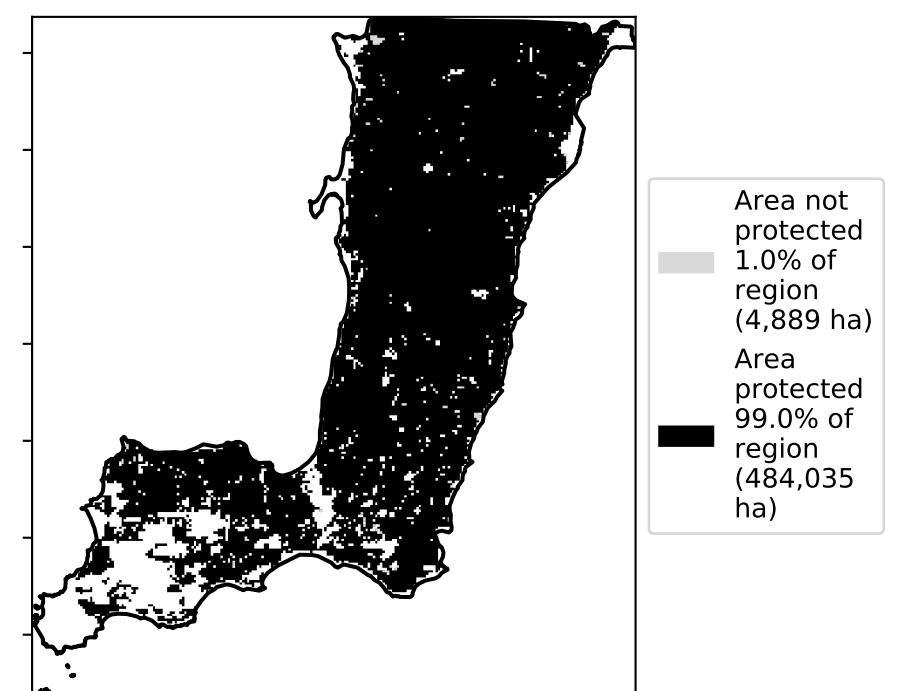 Area not
protected
1.0% of
region
(4,889 ha)
Area
protected
99.0% of
region
(484,035
ha)